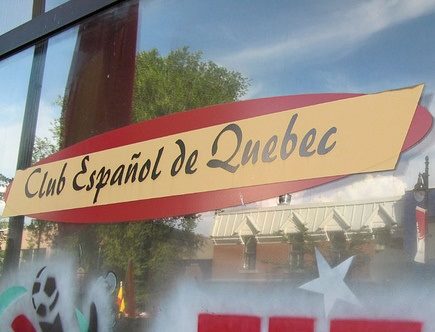 Club Español de Quebec